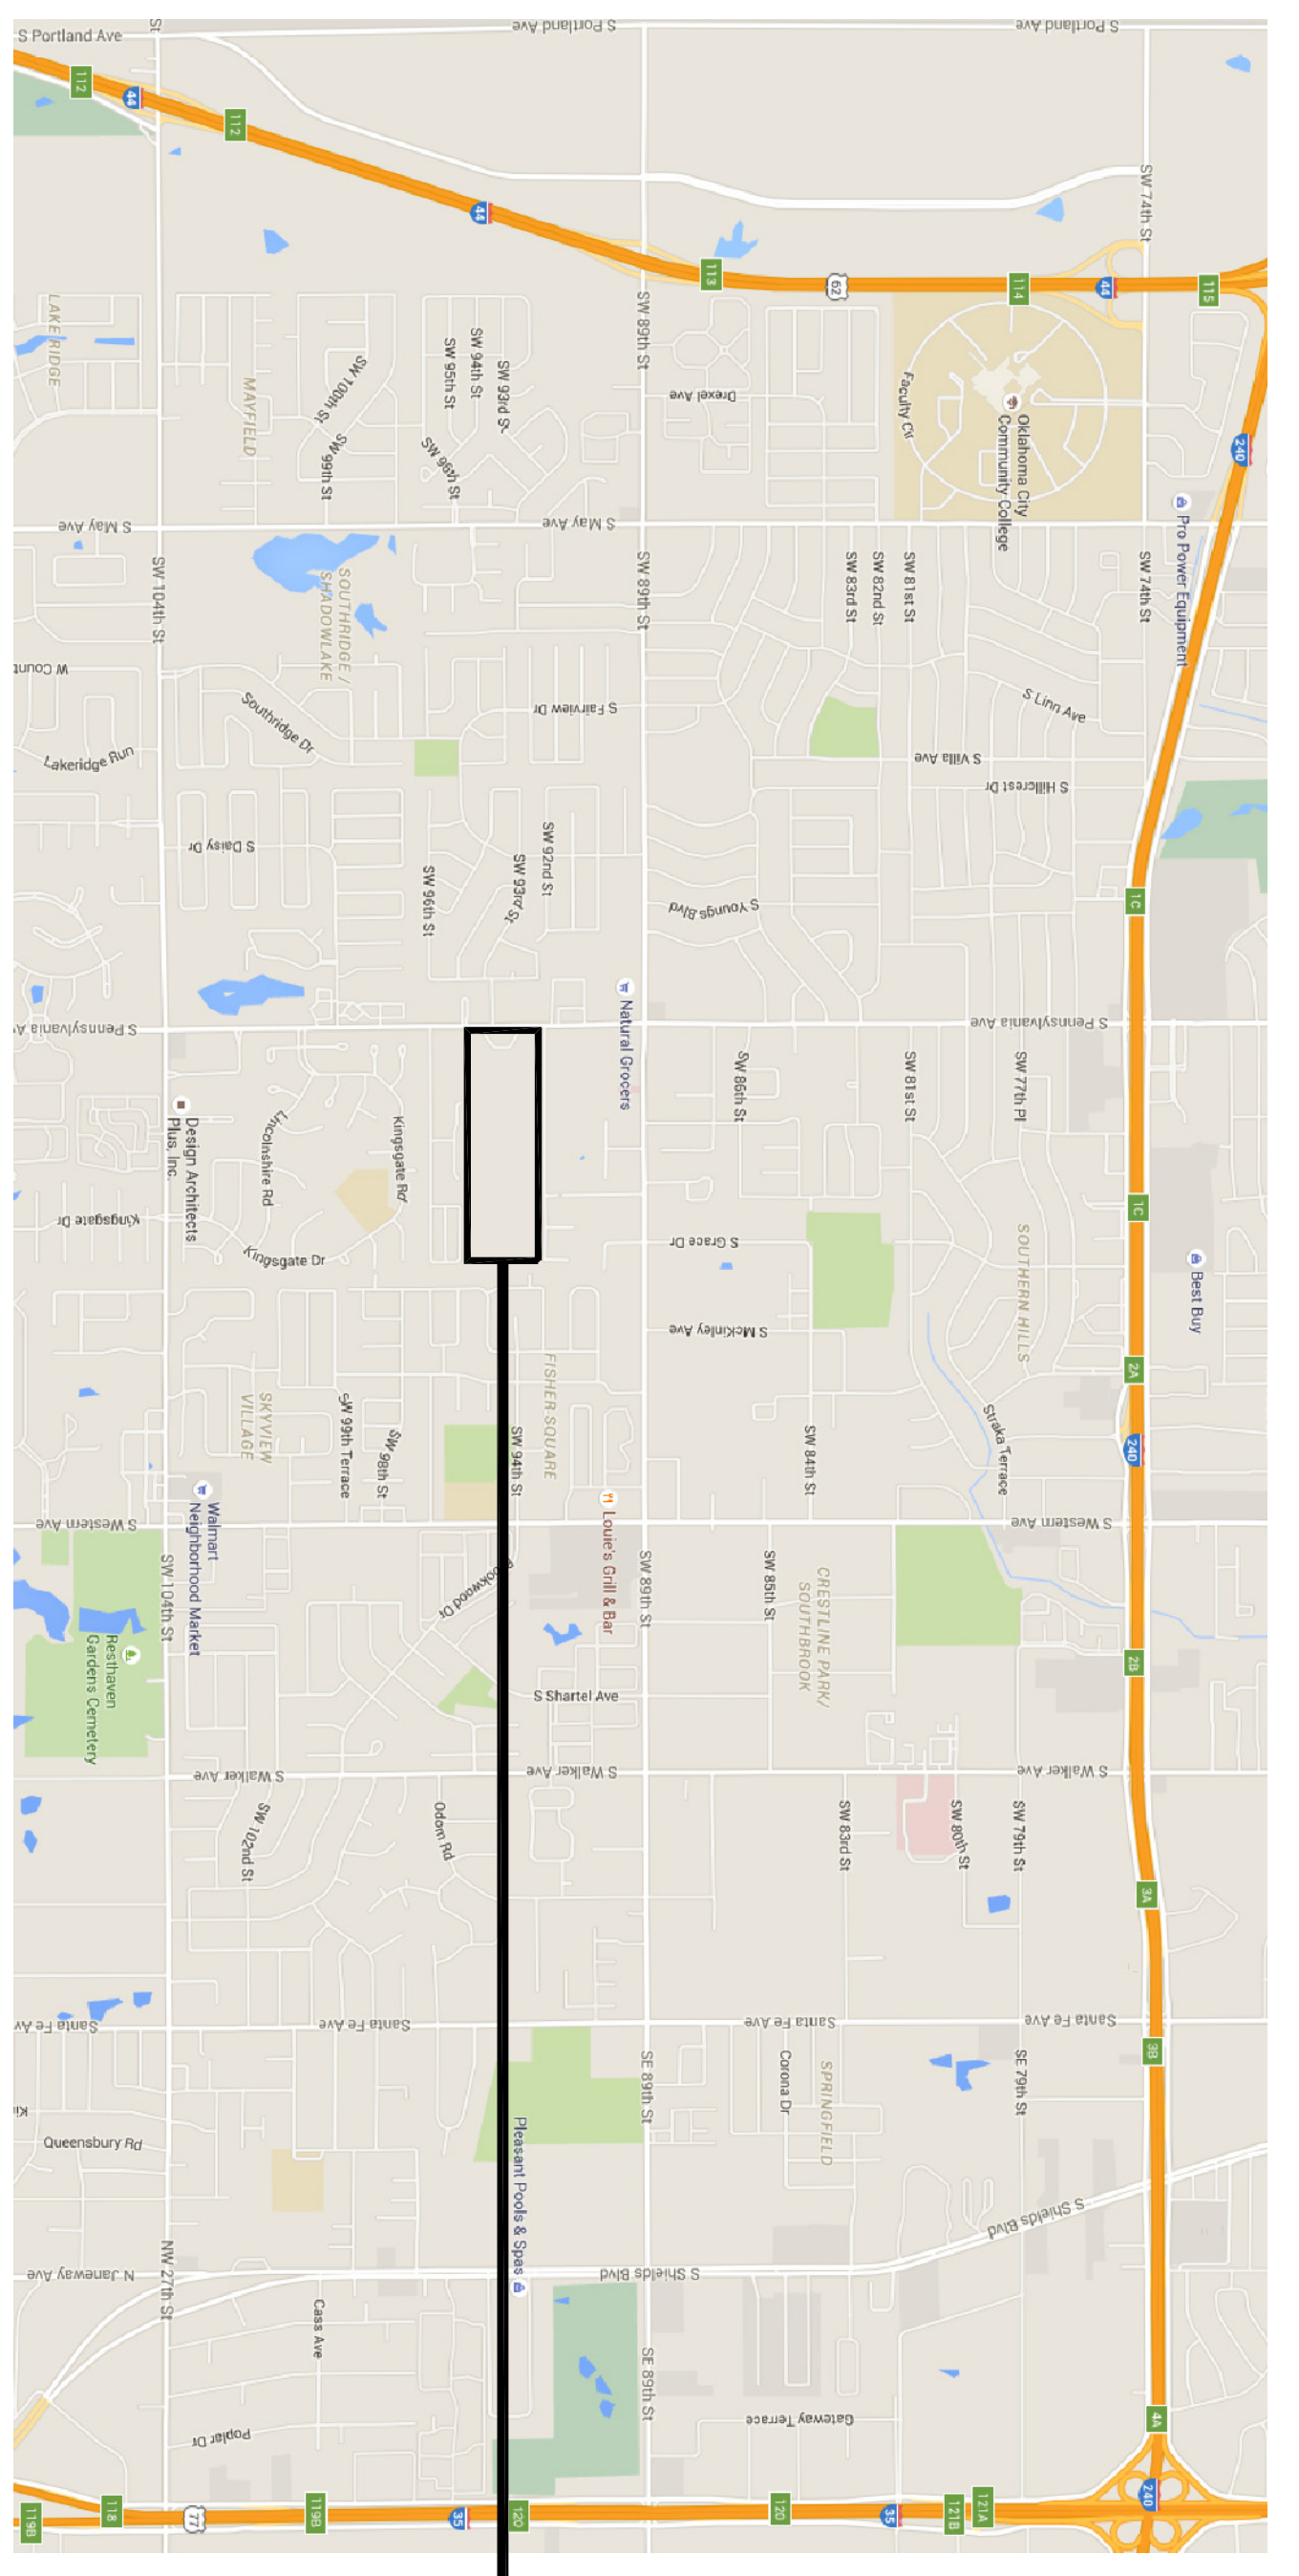 S Portland Ave
St
S Portland Ave
S Portland Ave
112
44
112
44
SW 74th St
113
62
114
44
115
LAKERIDGE
MAYFIELD
SW 100th St
SW 99th St
SW 95th St
SW 94th St
SW 93rd St
SW 96th St
SW 89th St
Drexel Ave
Faculty Cir
Oklahoma City
Community College
240
Pro Power Equipment
S May Ave
S May Ave
SW 104th St
SOUTHRIDGE /
SHADOWLAKE
SW 89th St
SW 83rd St
SW 82nd St
SW 81st St
SW 74th St
W Count
Southridge Dr
S Fairview Dr
S Linn Ave
Lakeridge Run
S Villa Ave
S Hillcrest Dr
S Daisy Dr
SW 96th St
SW 93rd St
SW 92nd St
S Youngs Blvd
1C
Natural Grocers
S Pennsylvania A
S Pennsylvania Ave
Design Architects
Plus, Inc.
Lincolnshire Rd
Kingsgate Rd
SW 86th St
SW 81st St
SW 77th Pl
Kingsgate Dr
Kingsgate Dr
S Grace Dr
SOUTHERN HILLS
1C
Best Buy
S McKinley Ave
FISHER SQUARE
2A
SKYVIEW
VILLAGE
SW 99th Terrace
SW 98th St
SW 94th St
SW 84th St
Straka Terrace
240
Walmart
Neighborhood Market
Louie's Grill & Bar
S Western Ave
S Western Ave
SW 104th St
ookwood Dr
SW 89th St
SW 85th St
CRESTLINE PARK/
SOUTHBROOK
Resthaven
Gardens Cemetery
2B
S Shartel Ave
S Walker Ave
S Walker Ave
S Walker Ave
SW 102nd St
Odom Rd
SW 83rd St
SW 80th St
SW 79th St
3A
Santa Fe Av
Santa Fe Ave
Santa Fe Ave
Santa Fe Ave
3B
Ki
Queensbury Rd
SE 89th St
Corona Dr
SPRINGFIELD
SE 79th St
Pleasant Pools & Spas
S Shields Blvd
N Janeway Ave
NW 27th St
S Shields Blvd
Cass Ave
SE 89th St
Gateway Terrace
4A
Poplar Dr
119B
118
77
119B
35
120
120
35
121B
121A
240